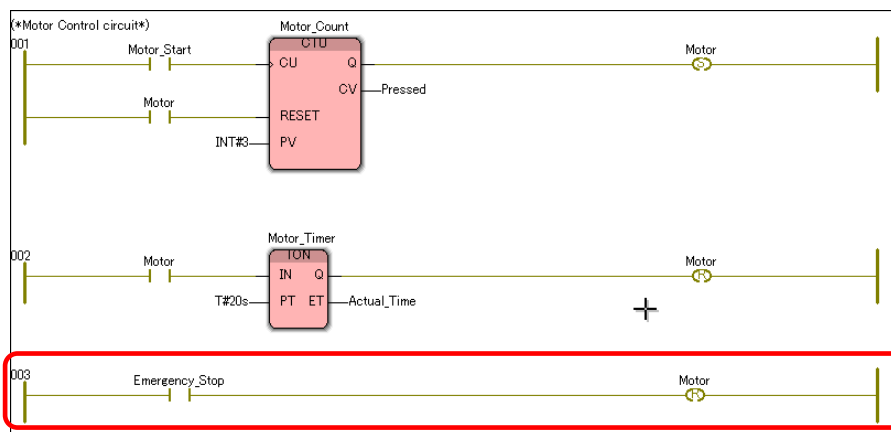 (*Motor Control circuit*)
001
Motor_Start
Motor_Count
CTU
CU Q
Motor
S
CV Pressed
Motor
RESET
INT#3 PV
002
Motor
Motor_Timer
TON
IN Q
Motor
R
T#20s PT ET Actual_Time
003
Emergency_Stop
Motor
R